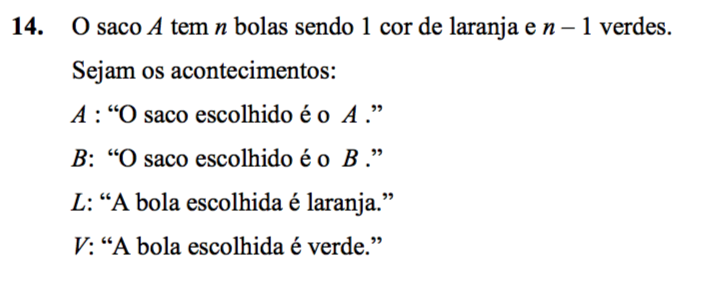 14. O saco A tem n bolas sendo 1 cor de laranja e n – 1 verdes.
Sejam os acontecimentos:
A : “O saco escolhido é o A .”
B: “O saco escolhido é o B .”
L: “A bola escolhida é laranja.”
V: “A bola escolhida é verde.”